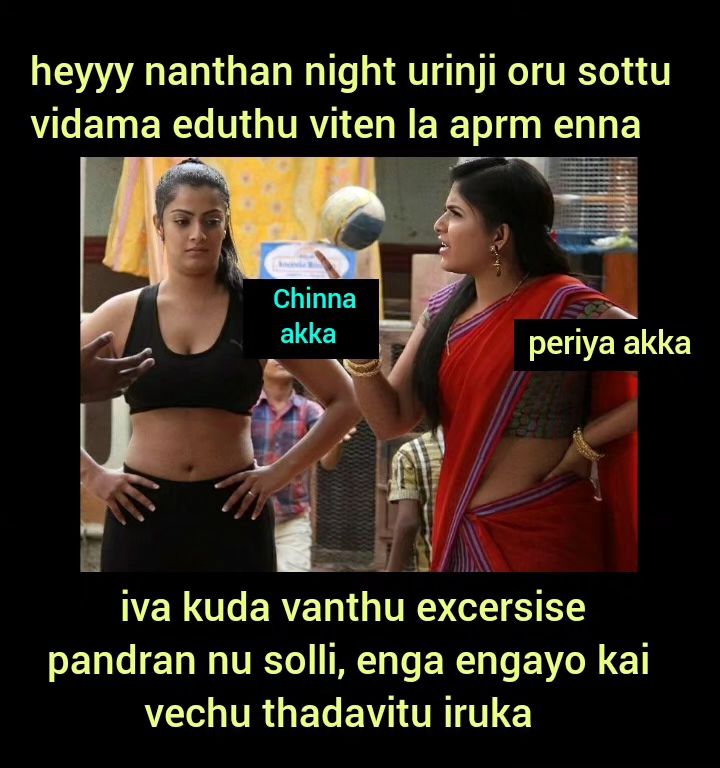 heyyy nanthan night urinji oru sottu
vidama eduthu viten la aprm enna
Chinna
akka
periya akka
iva kuda vanthu excersise
pandran nu solli, enga engayo kai
vechu thadavitu iruka